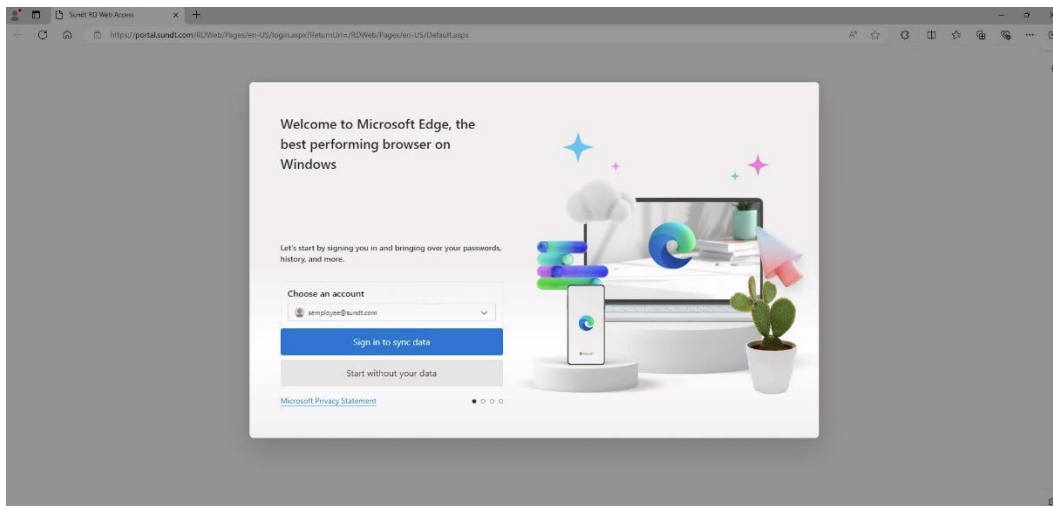 Sundt RD Web Access
https://portal.sundt.com/RDWeb/Pages/en-US/login.aspx?ReturnUrl=/RDWeb/Pages/en-US/Default.aspx
Welcome to Microsoft Edge, the
best performing browser on
Windows
Let's start by signing you in and bringing over your passwords,
history, and more.
Choose an account
semployee@sundt.com
Sign in to sync data
Start without your data
Microsoft Privacy Statement